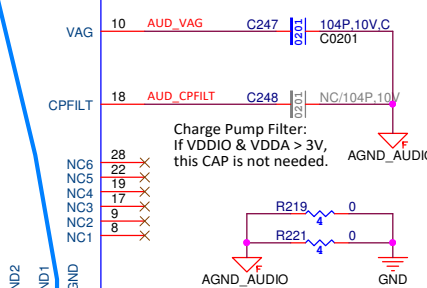 VAG 10 AUD_VAG C247 0201 104P,10V,C
C0201
CPFILT 18 AUD_CPFILT C248 0201 NC/104P,10V
Charge Pump Filter:
If VDDIO & VDDA > 3V,
this CAP is not needed.
F
AGND_AUDIO
NC6 28
NC5 22
NC4 19
NC3 17
NC2 9
NC1 8
R219 0
4
R221 0
4
F
AGND_AUDIO GND
ND2
ND1
GND